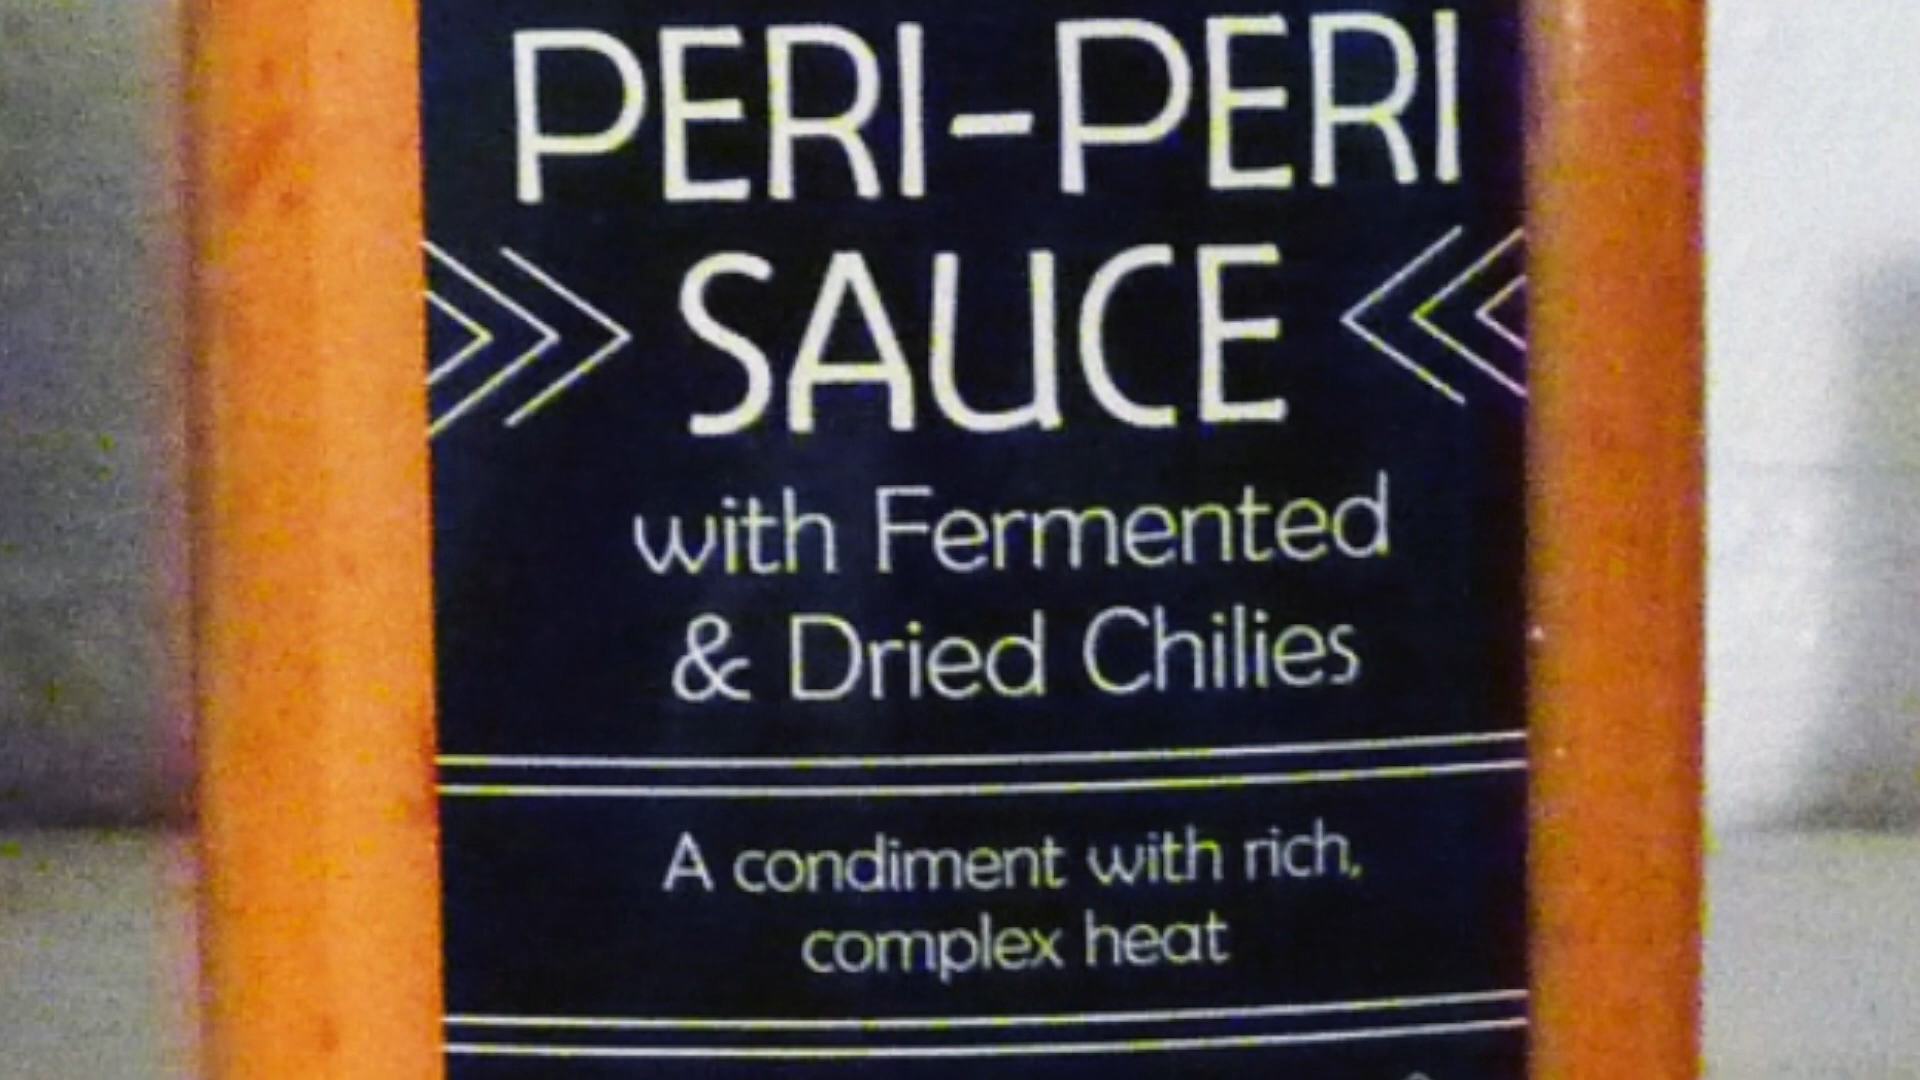 PERI-PERI
SAUCE
with Fermented
& Dried Chilies
A condiment with rich,
complex heat